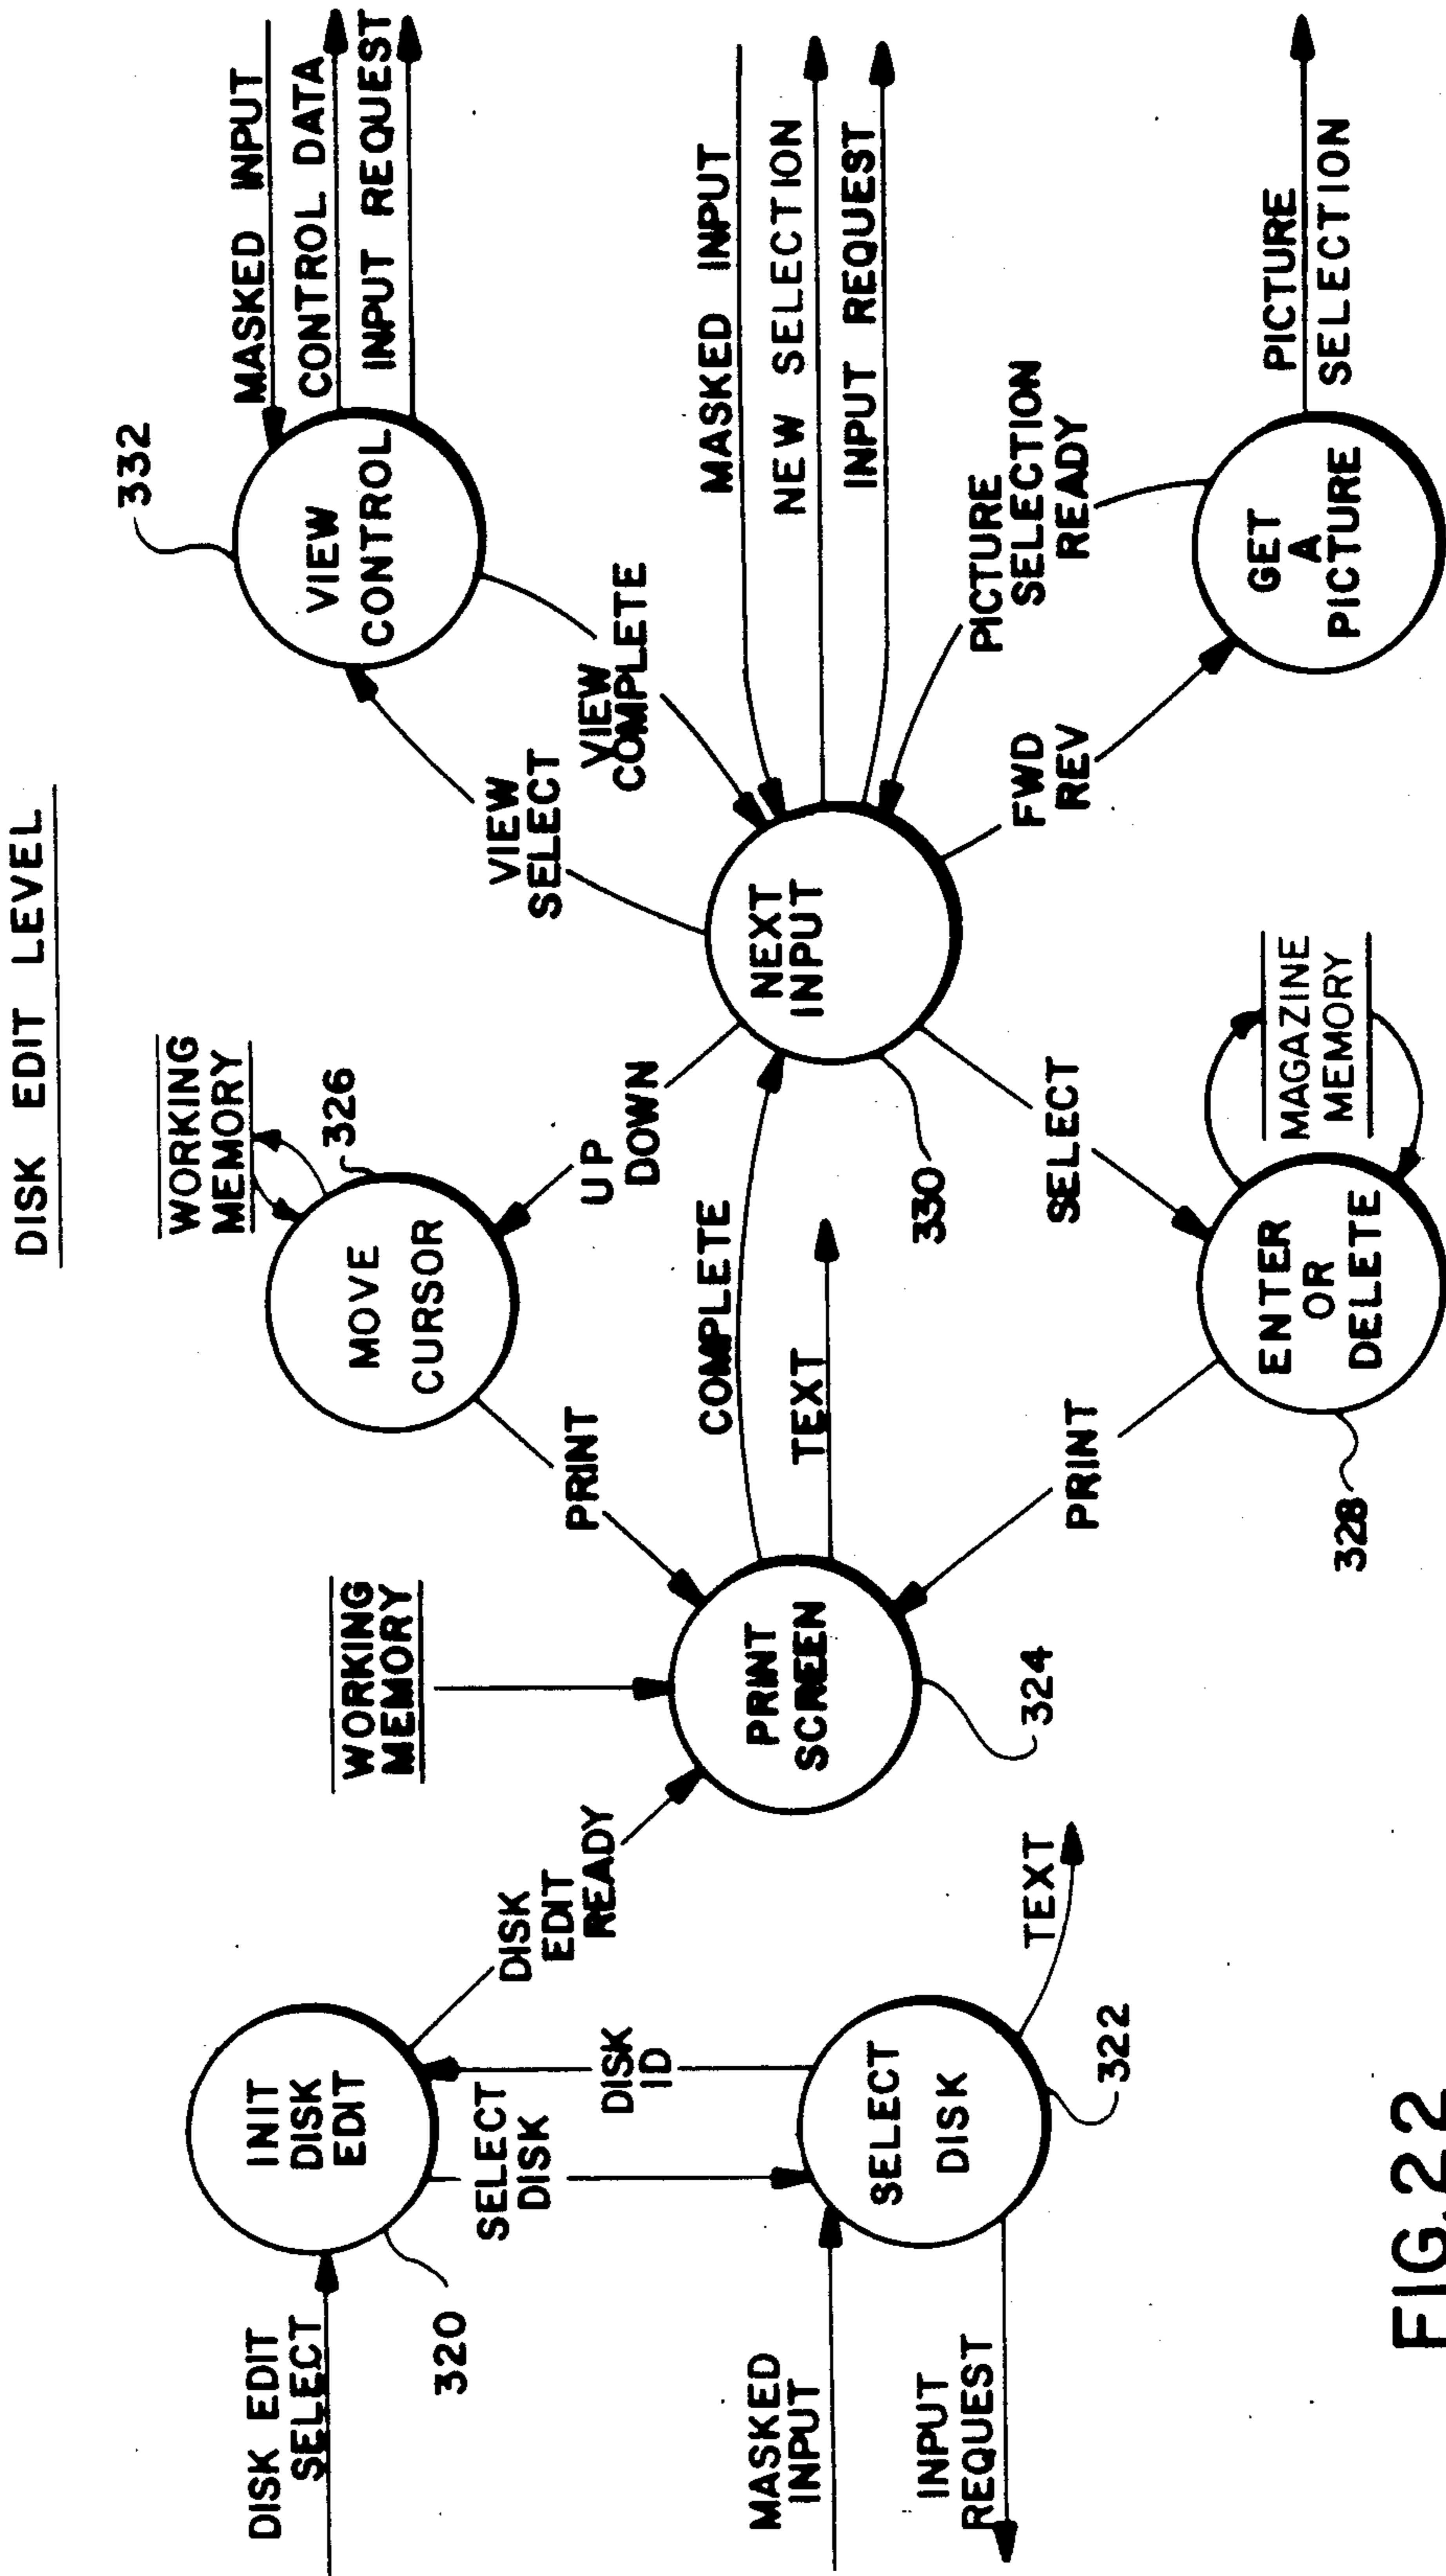 DISK EDIT LEVEL
DISK EDIT
SELECT
320
INIT
DISK
EDIT
SELECT
DISK
DISK
ID
MASKED
INPUT
INPUT
REQUEST
SELECT
DISK
322
TEXT
DISK
EDIT
READY
WORKING
MEMORY
PRINT
SCREEN
324
PRINT
MOVE
CURSOR
326
WORKING
MEMORY
UP
DOWN
COMPLETE
TEXT
PRINT
ENTER
OR
DELETE
328
MAGAZINE
MEMORY
SELECT
330
NEXT
INPUT
VIEW
SELECT
VIEW
COMPLETE
VIEW
CONTROL
332
MASKED INPUT
CONTROL DATA
INPUT REQUEST
MASKED INPUT
NEW SELECTION
INPUT REQUEST
PICTURE
SELECTION
READY
FWD
REV
GET
A
PICTURE
PICTURE
SELECTION
FIG. 22